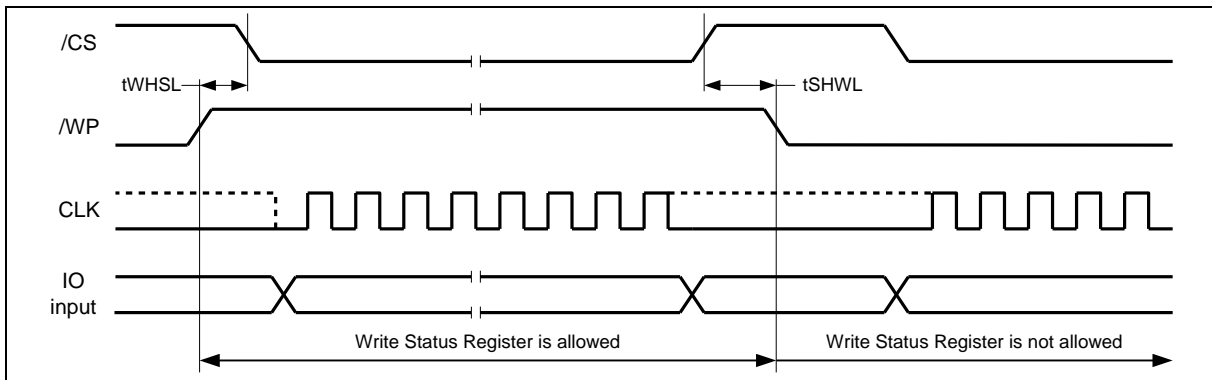 /CS
tWHSL
tSHWL
/WP
CLK
IO
input
Write Status Register is allowed
Write Status Register is not allowed